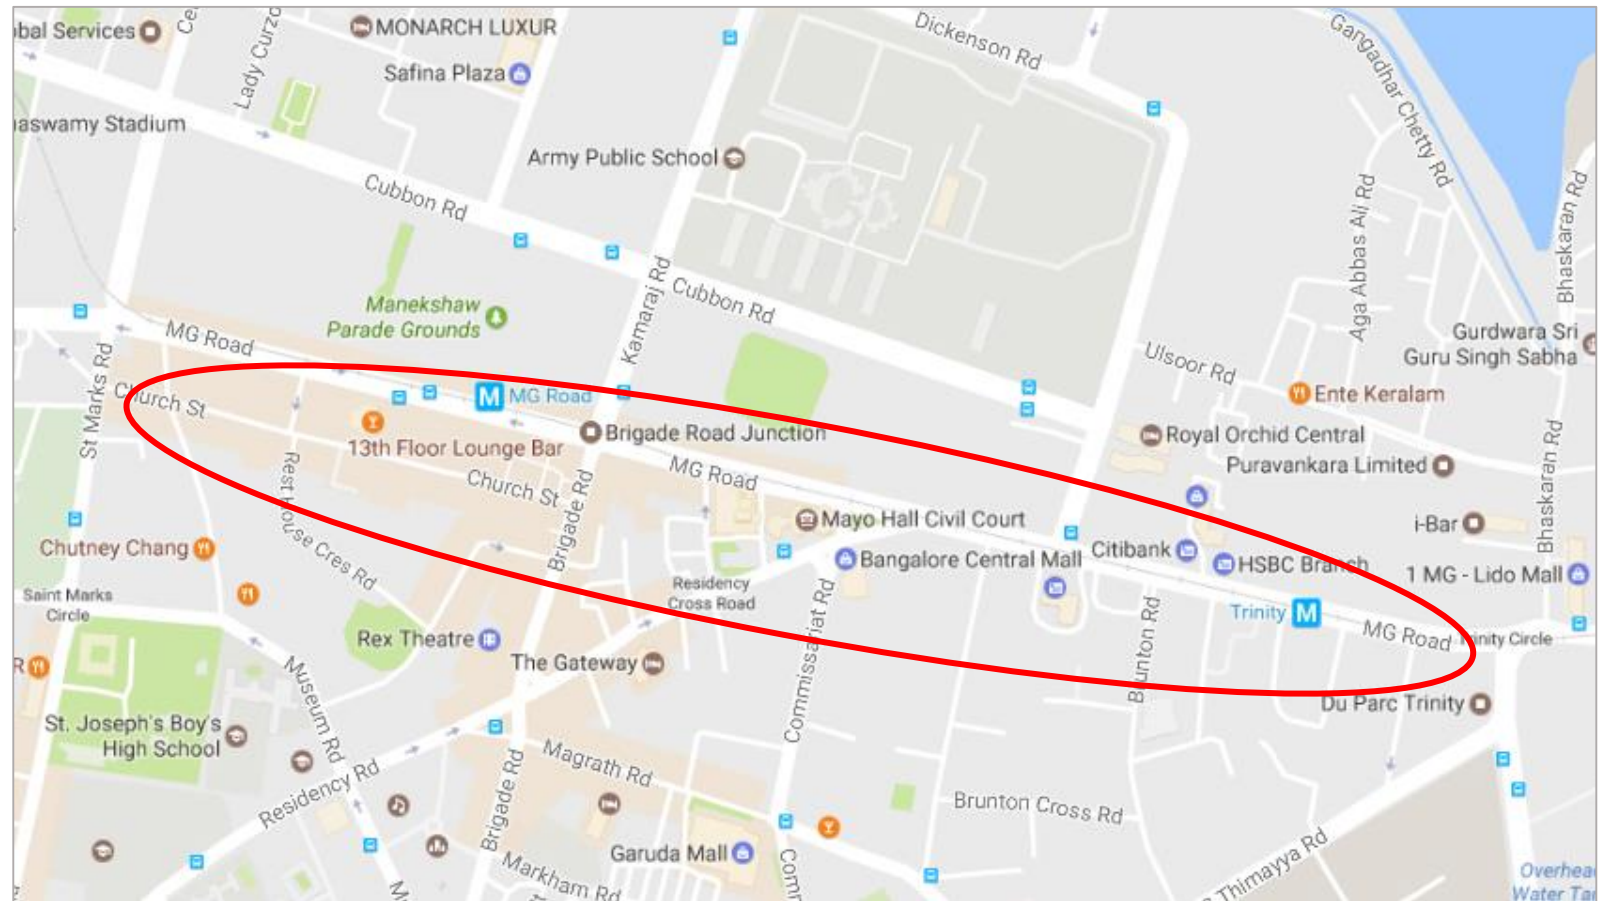 bal Services
Ce
Lady Curzo
MONARCH LUXUR
Safina Plaza
Dickenson Rd
Gangadhar Chetty Rd
aswamy Stadium
Army Public School
Cubbon Rd
Aga Abbas Ali Rd
Bhaskaran Rd
Manekshaw
Parade Grounds
Kamaraj Rd
Cubbon Rd
MG Road
Gurdwara Sri
Guru Singh Sabha
Ulsoor Rd
St Marks Rd
Church St
M MG Road
Ente Keralam
13th Floor Lounge Bar
Brigade Road Junction
Royal Orchid Central
Puravankara Limited
MG Road
Church St
Rest House Cres Rd
Brigade Rd
Bhaskaran Rd
Mayo Hall Civil Court
i-Bar
Chutney Chang
Bangalore Central Mall
Citibank
HSBC Branch
1 MG - Lido Mall
Saint Marks
Circle
Residency
Cross Road
Commissariat Rd
Brunton Rd
Trinity M
MG Road
Trinity Circle
Rex Theatre
The Gateway
R
Museum Rd
Du Parc Trinity
St. Joseph's Boy's
High School
Residency Rd
Brigade Rd
Magrath Rd
Brunton Cross Rd
Garuda Mall
Markham Rd
Comm
Thimayya Rd
Overhea
Water Ta